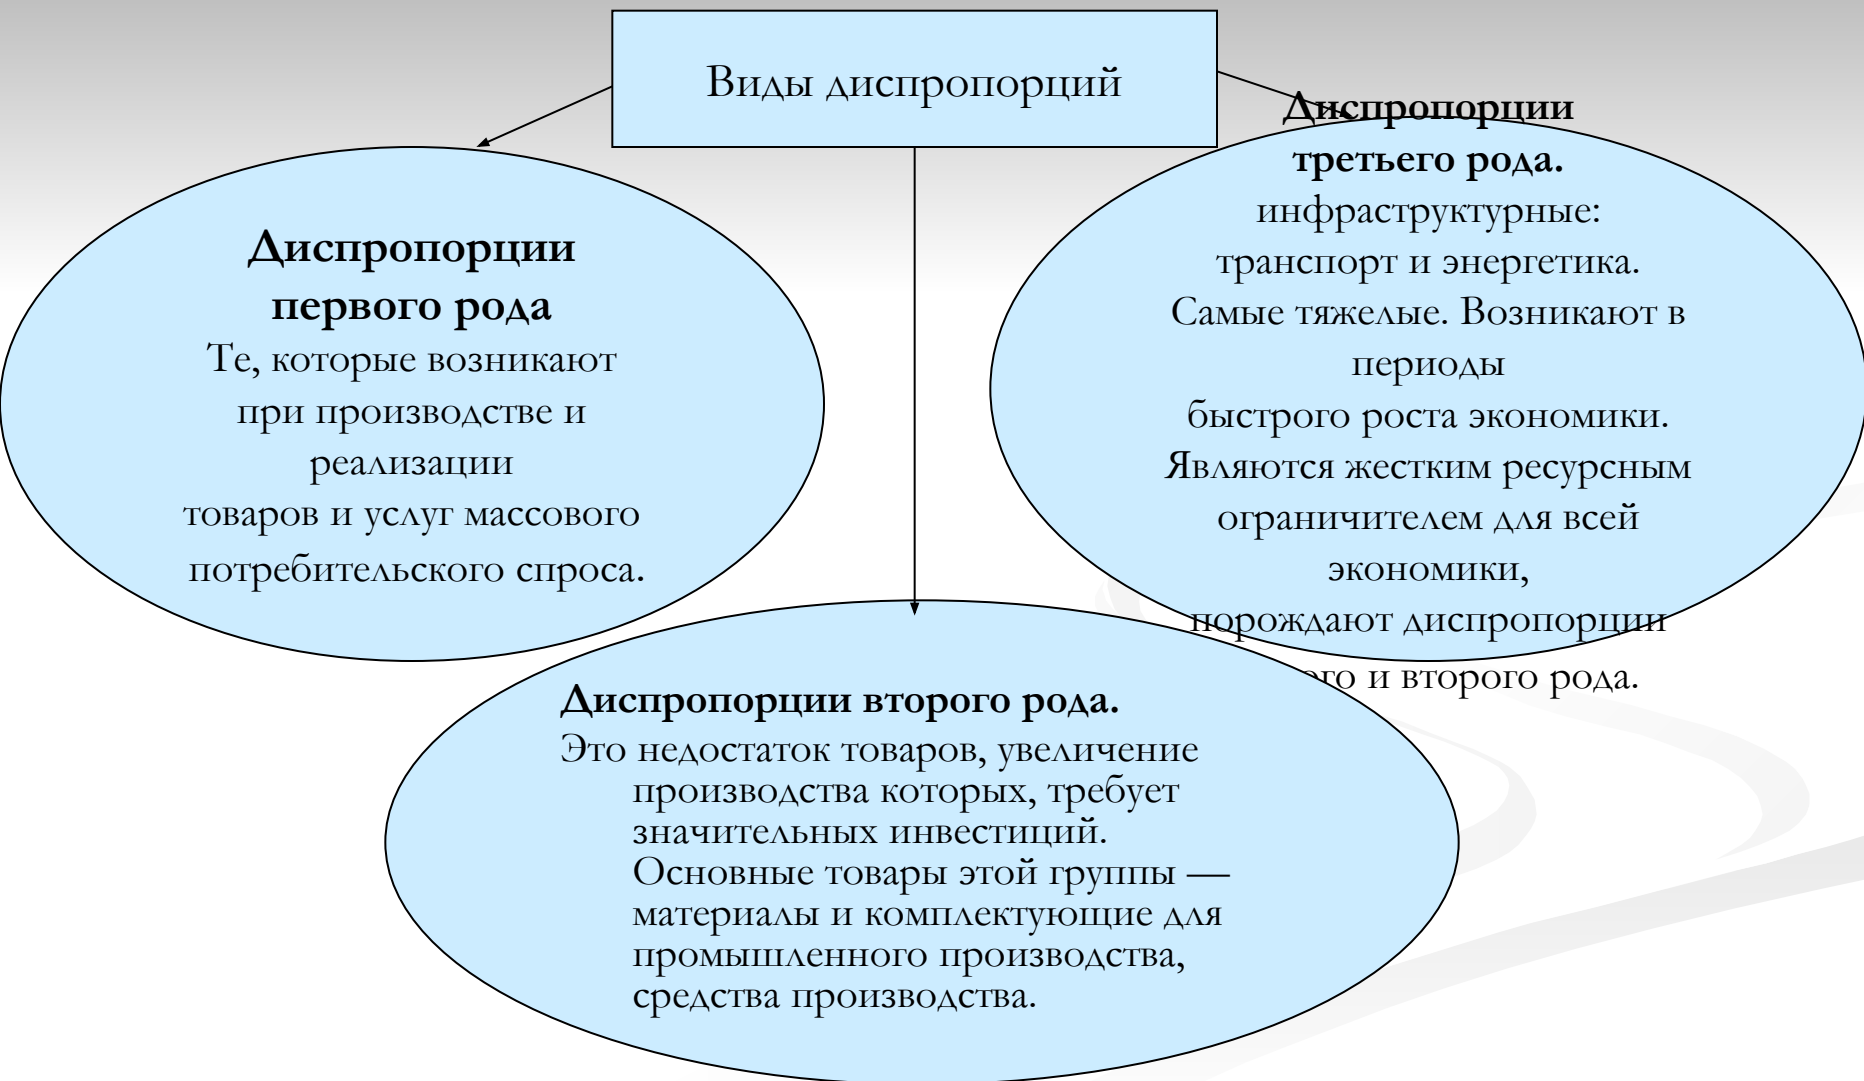 Виды диспропорций
Диспропорции
первого рода
Те, которые возникают
при производстве и
реализации
товаров и услуг массового
потребительского спроса.
Диспропорции
третьего рода.
инфраструктурные:
транспорт и энергетика.
Самые тяжелые. Возникают в
периоды
быстрого роста экономики.
Являются жестким ресурсным
ограничителем для всей
экономики,
порождают диспропорции
и второго рода.
Диспропорции второго рода.
Это недостаток товаров, увеличение
производства которых, требует
значительных инвестиций.
Основные товары этой группы —
материалы и комплектующие для
промышленного производства,
средства производства.